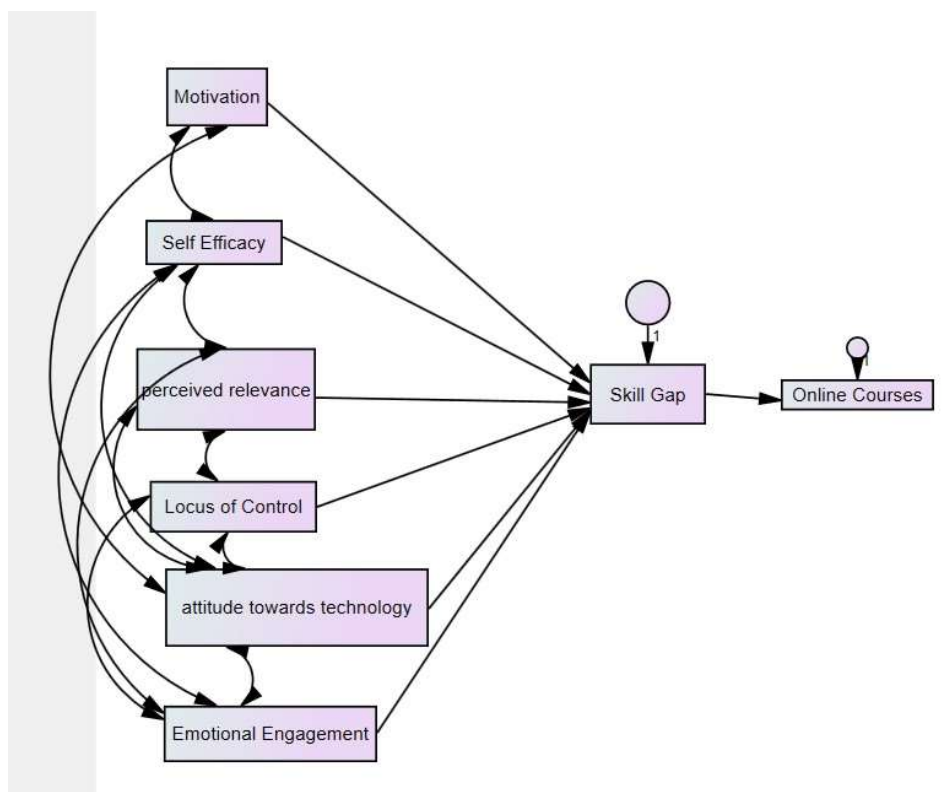 Motivation
Self Efficacy
perceived relevance
Locus of Control
attitude towards technology
Emotional Engagement
1
Skill Gap
1
Online Courses